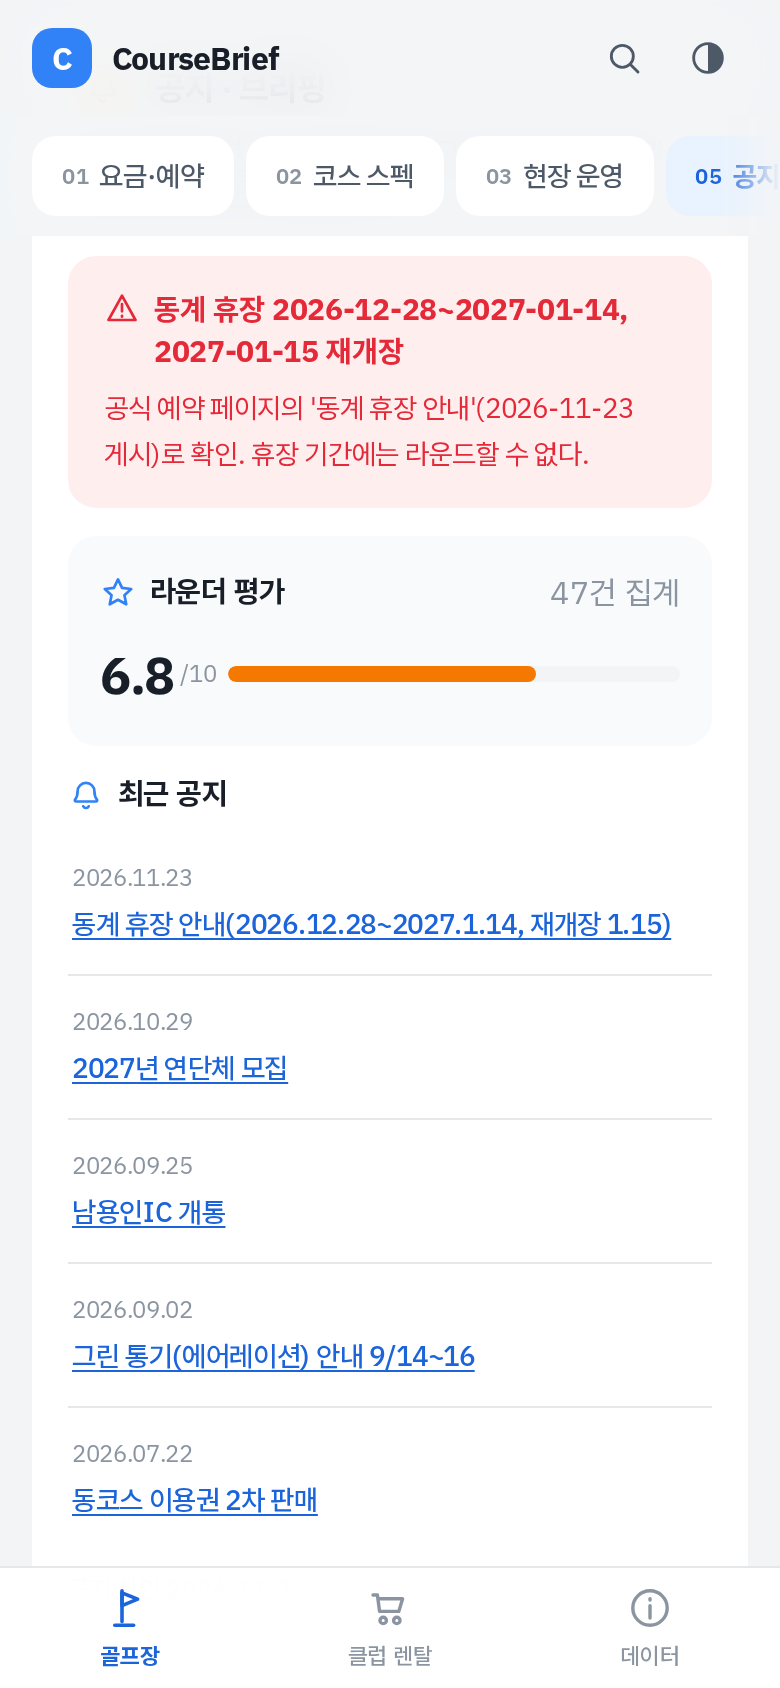 C CourseBrief
공지 · 브리핑
01 요금·예약 02 코스 스펙 03 현장 운영 05 공지
동계 휴장 2026-12-28~2027-01-14,
2027-01-15 재개장
공식 예약 페이지의 '동계 휴장 안내'(2026-11-23
게시)로 확인. 휴장 기간에는 라운드할 수 없다.
라운더 평가 47건 집계
6.8 /10
최근 공지
2026.11.23
동계 휴장 안내(2026.12.28~2027.1.14, 재개장 1.15)
2026.10.29
2027년 연단체 모집
2026.09.25
남용인IC 개통
2026.09.02
그린 통기(에어레이션) 안내 9/14~16
2026.07.22
동코스 이용권 2차 판매
골프장 클럽 렌탈 데이터